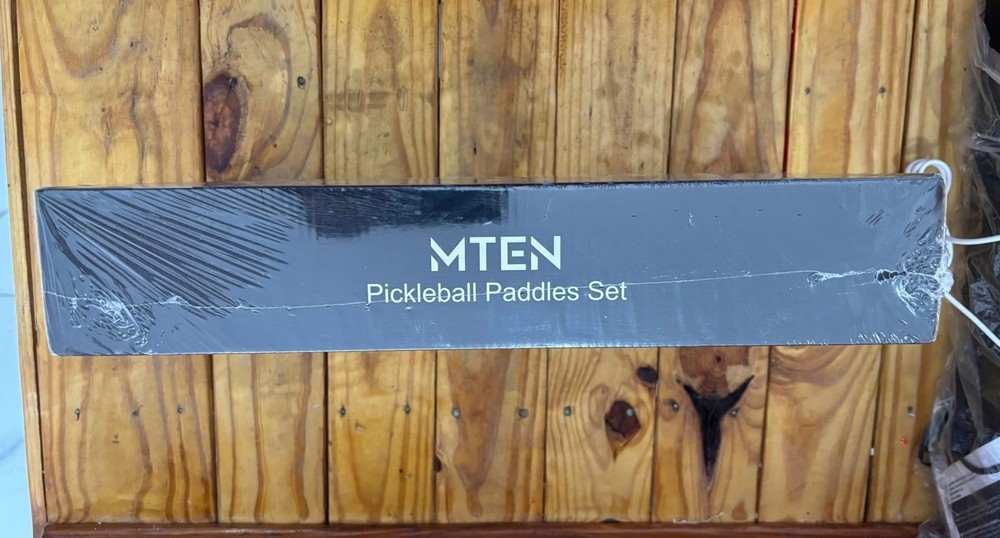 MTEN
Pickleball Paddles Set